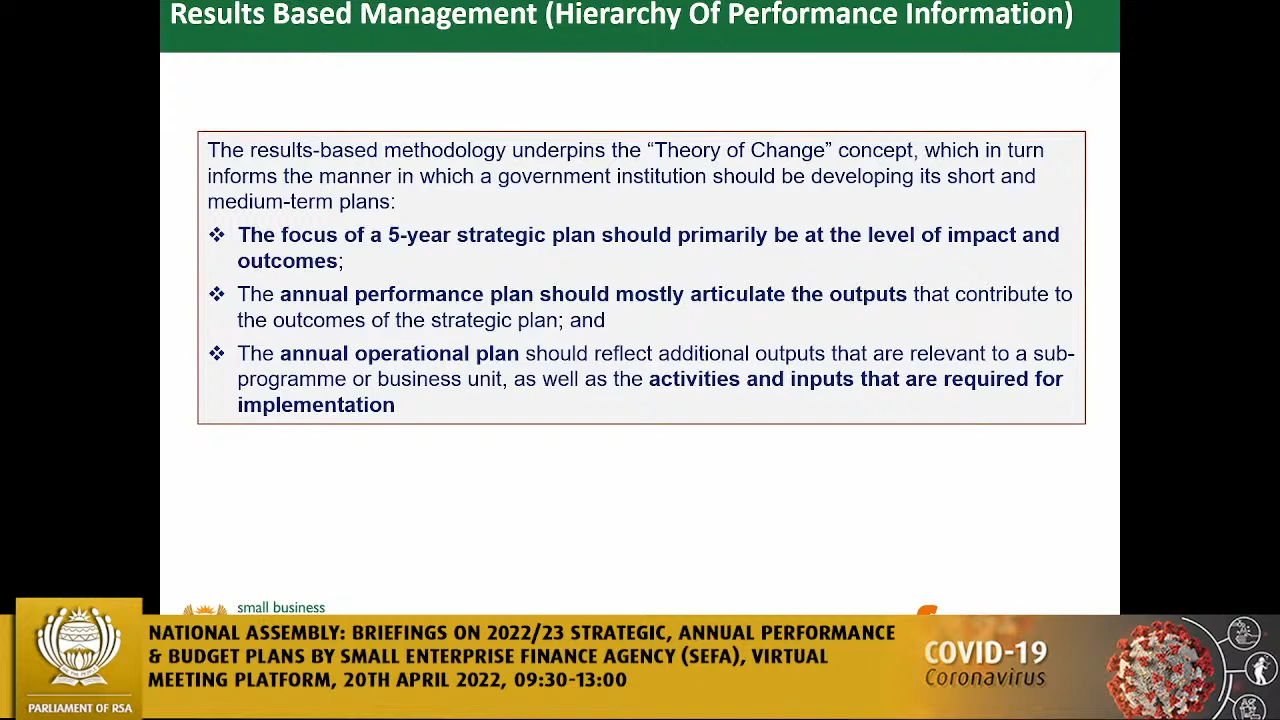 Results Based Management (Hierarchy Of Performance Information)
The results-based methodology underpins the “Theory of Change” concept, which in turn
informs the manner in which a government institution should be developing its short and
medium-term plans:
❖ The focus of a 5-year strategic plan should primarily be at the level of impact and
outcomes;
❖ The annual performance plan should mostly articulate the outputs that contribute to
the outcomes of the strategic plan; and
❖ The annual operational plan should reflect additional outputs that are relevant to a sub-
programme or business unit, as well as the activities and inputs that are required for
implementation
small business
NATIONAL ASSEMBLY: BRIEFINGS ON 2022/23 STRATEGIC, ANNUAL PERFORMANCE
& BUDGET PLANS BY SMALL ENTERPRISE FINANCE AGENCY (SEFA), VIRTUAL
MEETING PLATFORM, 20TH APRIL 2022, 09:30-13:00
PARLIAMENT OF RSA
COVID-19
Coronavirus